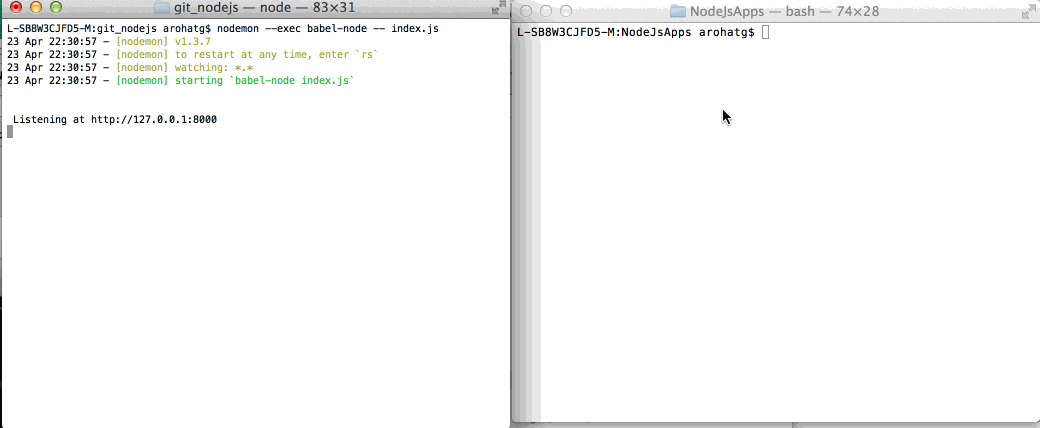 git_nodejs — node — 83×31
L-SB8W3CJFD5-M:git_nodejs arohatg$ nodemon --exec babel-node -- index.js
23 Apr 22:30:57 - [nodemon] v1.3.7
23 Apr 22:30:57 - [nodemon] to restart at any time, enter `rs`
23 Apr 22:30:57 - [nodemon] watching: *.*
23 Apr 22:30:57 - [nodemon] starting `babel-node index.js`
Listening at http://127.0.0.1:8000
NodeJsApps — bash — 74×28
L-SB8W3CJFD5-M:NodeJsApps arohatg$